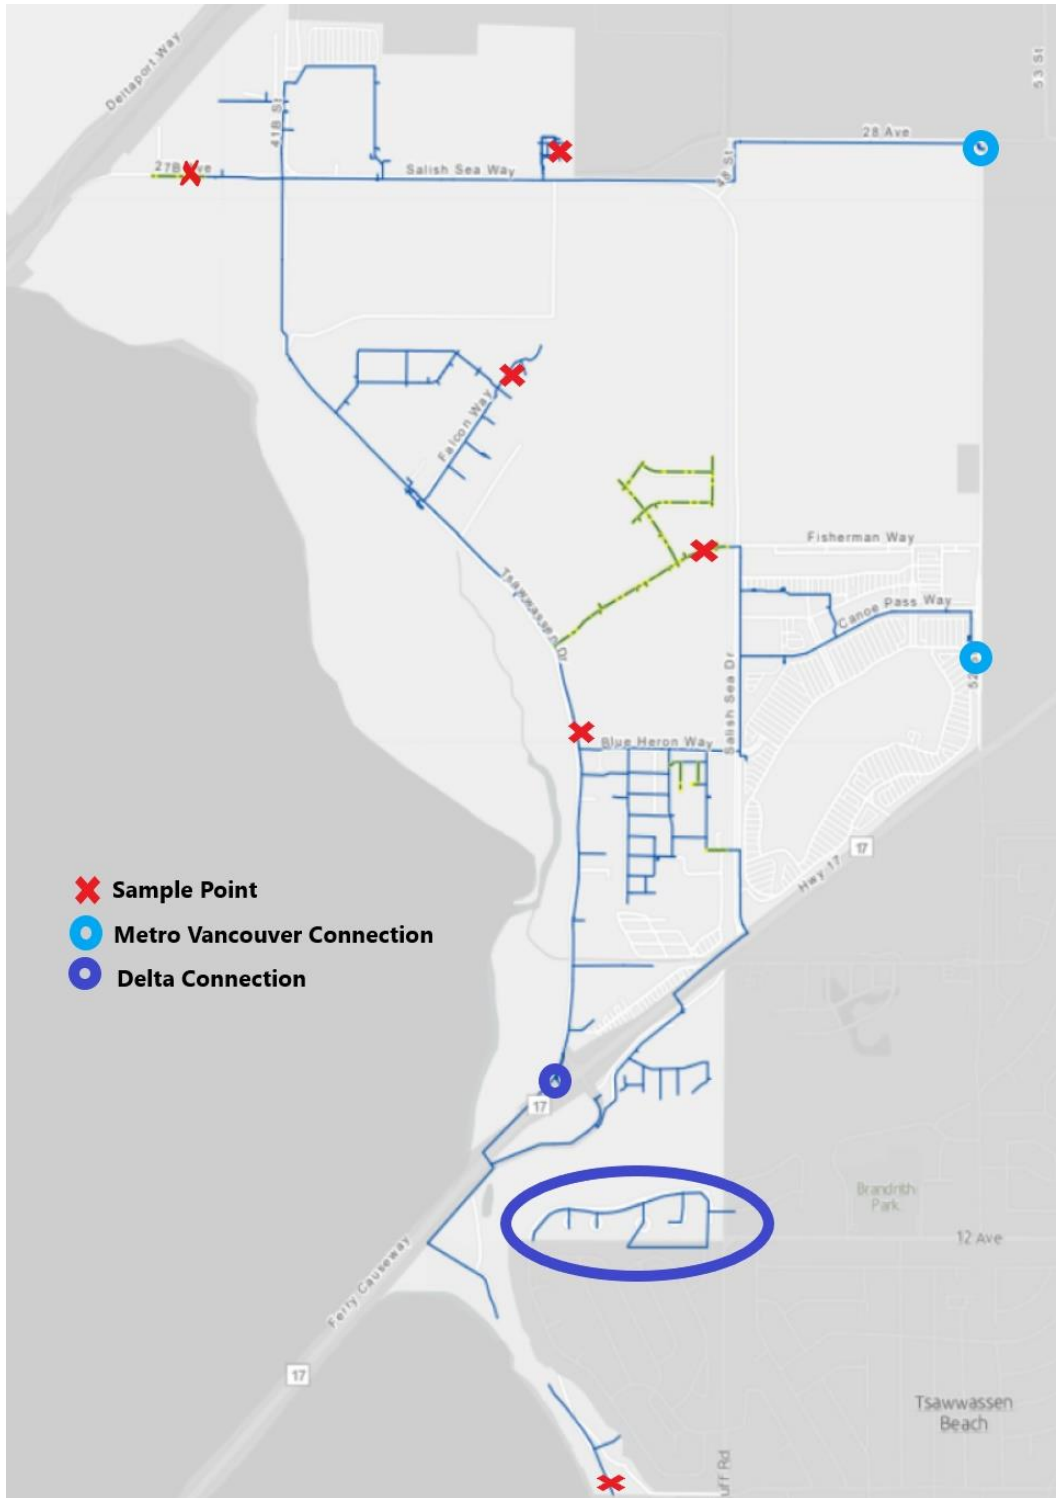 Deltaport Way
41B St
53 St
28 Ave
27B Ave
Salish Sea Way
48 St
Falcon Way
Fisherman Way
Tsawwassen Dr
Canoe Pass Way
Salish Sea Dr
Blue Heron Way
17
Hwy 17
Sample Point
Metro Vancouver Connection
Delta Connection
17
Brandrith
Park
12 Ave
Ferry Causeway
17
Tsawwassen
Beach
Rd